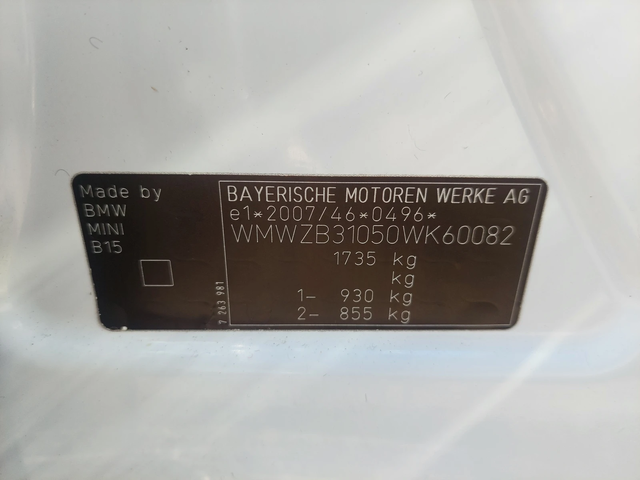 Made by
BMW
MINI
B15
7 263 981
BAYERISCHE MOTOREN WERKE AG
e1*2007/46*0496*
WMWZB31050WK60082
1735 kg
kg
1- 930 kg
2- 855 kg